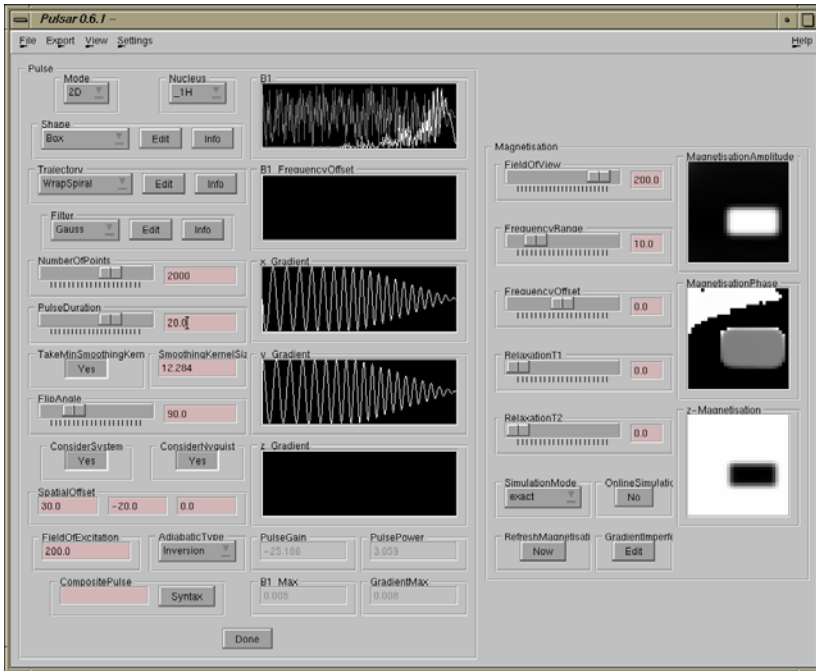 Pulsar 0.6.1 –
File Export View Settings Help
Pulse
Mode
2D
Nucleus
_1H
Shape
Box Edit Info
Trajectory
WrapSpiral Edit Info
Filter
Gauss Edit Info
NumberOfPoints
2000
PulseDuration
20.0
TakeMinSmoothingKern
Yes
SmoothingKernelSiz
12.284
FlipAngle
90.0
ConsiderSystem
Yes
ConsiderNyquist
Yes
SpatialOffset
30.0 -20.0 0.0
FieldOfExcitation
200.0
AdiabaticType
Inversion
CompositePulse
Syntax
B1
B1_FrequencyOffset
x_Gradient
y_Gradient
z_Gradient
PulseGain
-25.166
PulsePower
3.059
B1_Max
0.005
GradientMax
0.008
Done
Magnetisation
FieldOfView
200.0
FrequencyRange
10.0
FrequencyOffset
0.0
RelaxationT1
0.0
RelaxationT2
0.0
SimulationMode
exact
OnlineSimulatio
No
RefreshMagnetisati
Now
GradientImperfe
Edit
MagnetisationAmplitude
MagnetisationPhase
z-Magnetisation